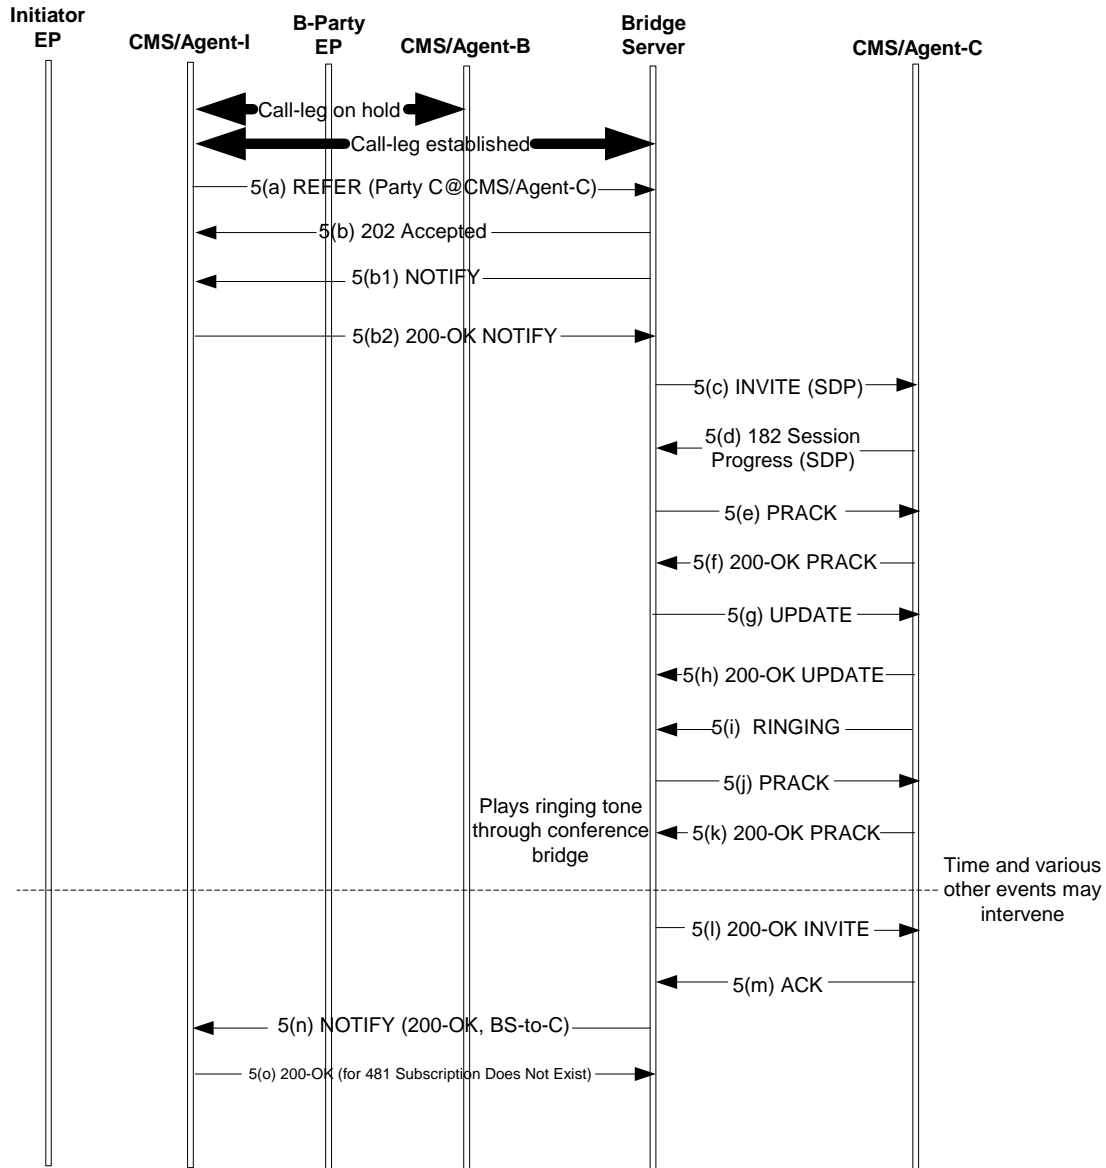 Initiator
EP
CMS/Agent-I
B-Party
EP
CMS/Agent-B
Bridge
Server
CMS/Agent-C
Call-leg on hold
Call-leg established
5(a) REFER (Party C@CMS/Agent-C)
5(b) 202 Accepted
5(b1) NOTIFY
5(b2) 200-OK NOTIFY
5(c) INVITE (SDP)
5(d) 182 Session
Progress (SDP)
5(e) PRACK
5(f) 200-OK PRACK
5(g) UPDATE
5(h) 200-OK UPDATE
5(i) RINGING
5(j) PRACK
Plays ringing tone
through conference
bridge
5(k) 200-OK PRACK
Time and various
other events may
intervene
5(l) 200-OK INVITE
5(m) ACK
5(n) NOTIFY (200-OK, BS-to-C)
5(o) 200-OK (for 481 Subscription Does Not Exist)